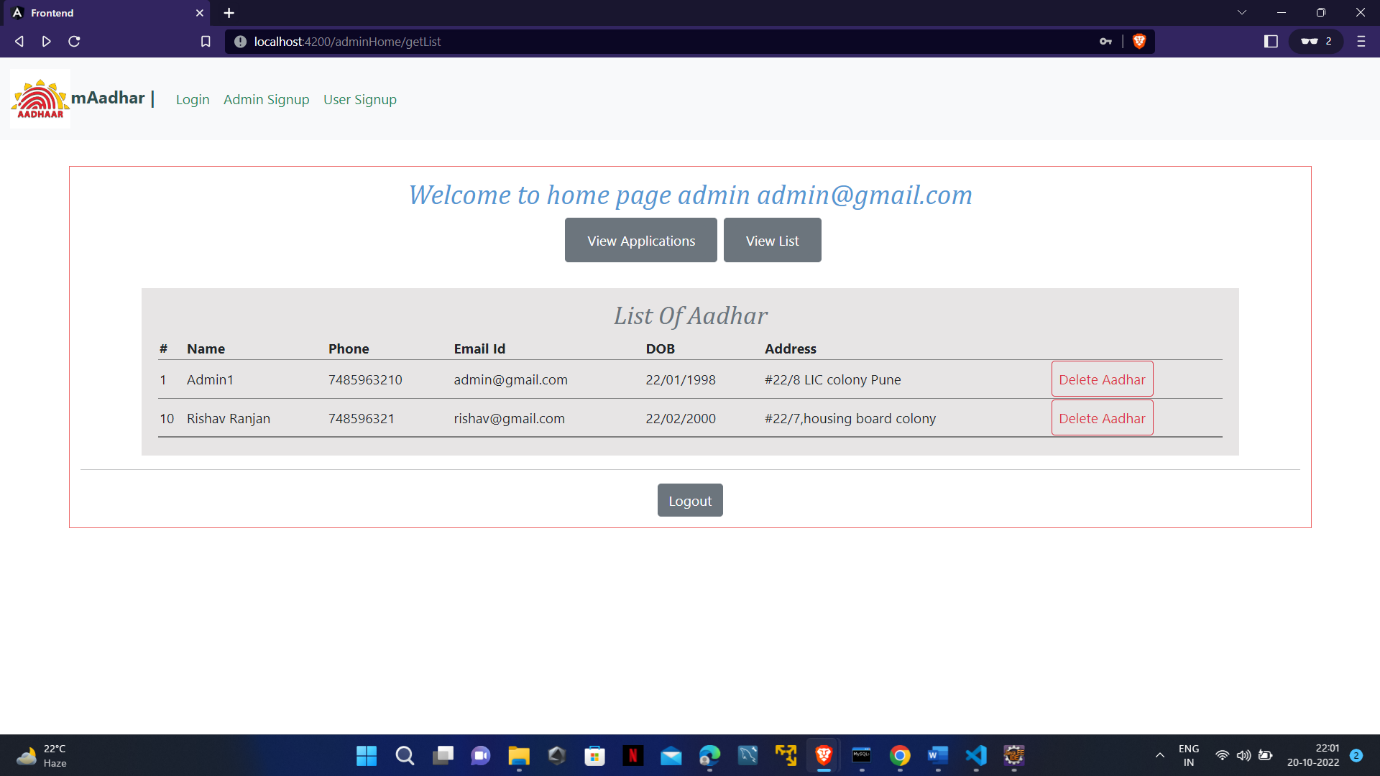 Frontend
localhost:4200/adminHome/getList
2
AADHAAR
mAadhar | Login Admin Signup User Signup
Welcome to home page admin admin@gmail.com
View Applications View List
List Of Aadhar
# Name Phone Email Id DOB Address
1 Admin1 7485963210 admin@gmail.com 22/01/1998 #22/8 LIC colony Pune Delete Aadhar
10 Rishav Ranjan 748596321 rishav@gmail.com 22/02/2000 #22/7,housing board colony Delete Aadhar
Logout
22°C
Haze
ENG
IN
22:01
20-10-2022
2